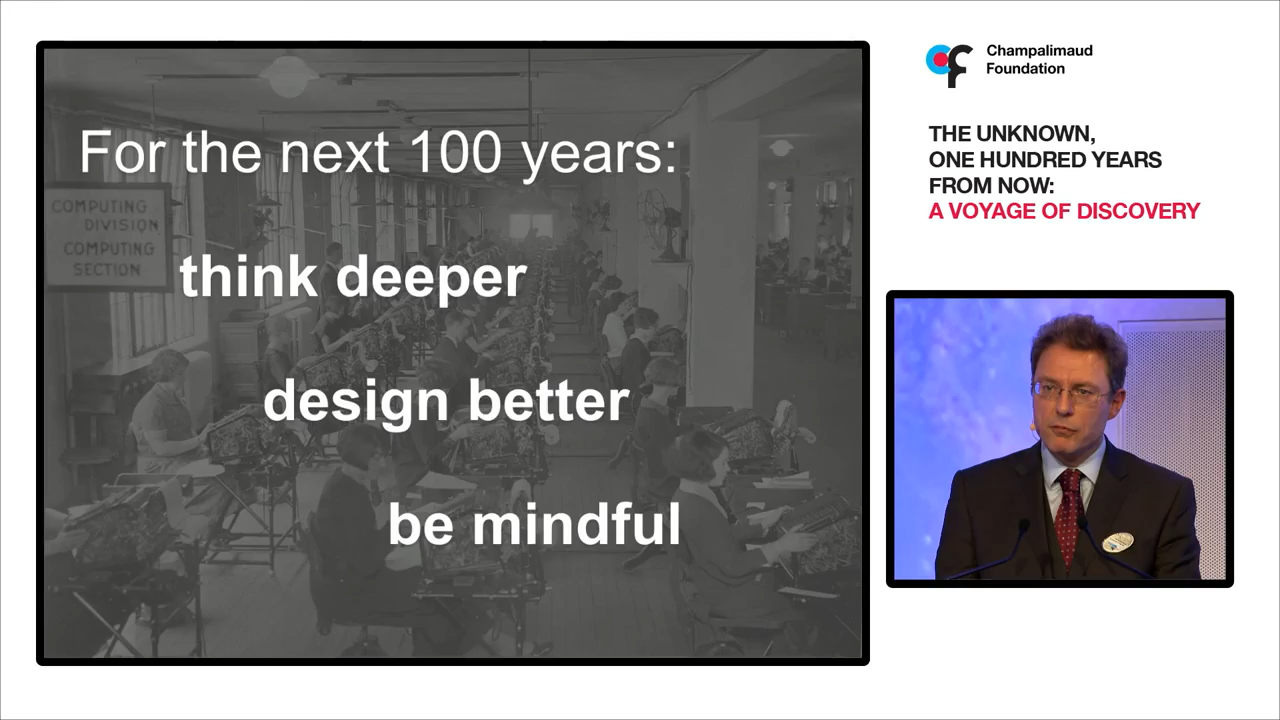 For the next 100 years:
COMPUTING
DIVISION
COMPUTING
SECTION
think deeper
design better
be mindful
Champalimaud
Foundation
THE UNKNOWN,
ONE HUNDRED YEARS
FROM NOW:
A VOYAGE OF DISCOVERY